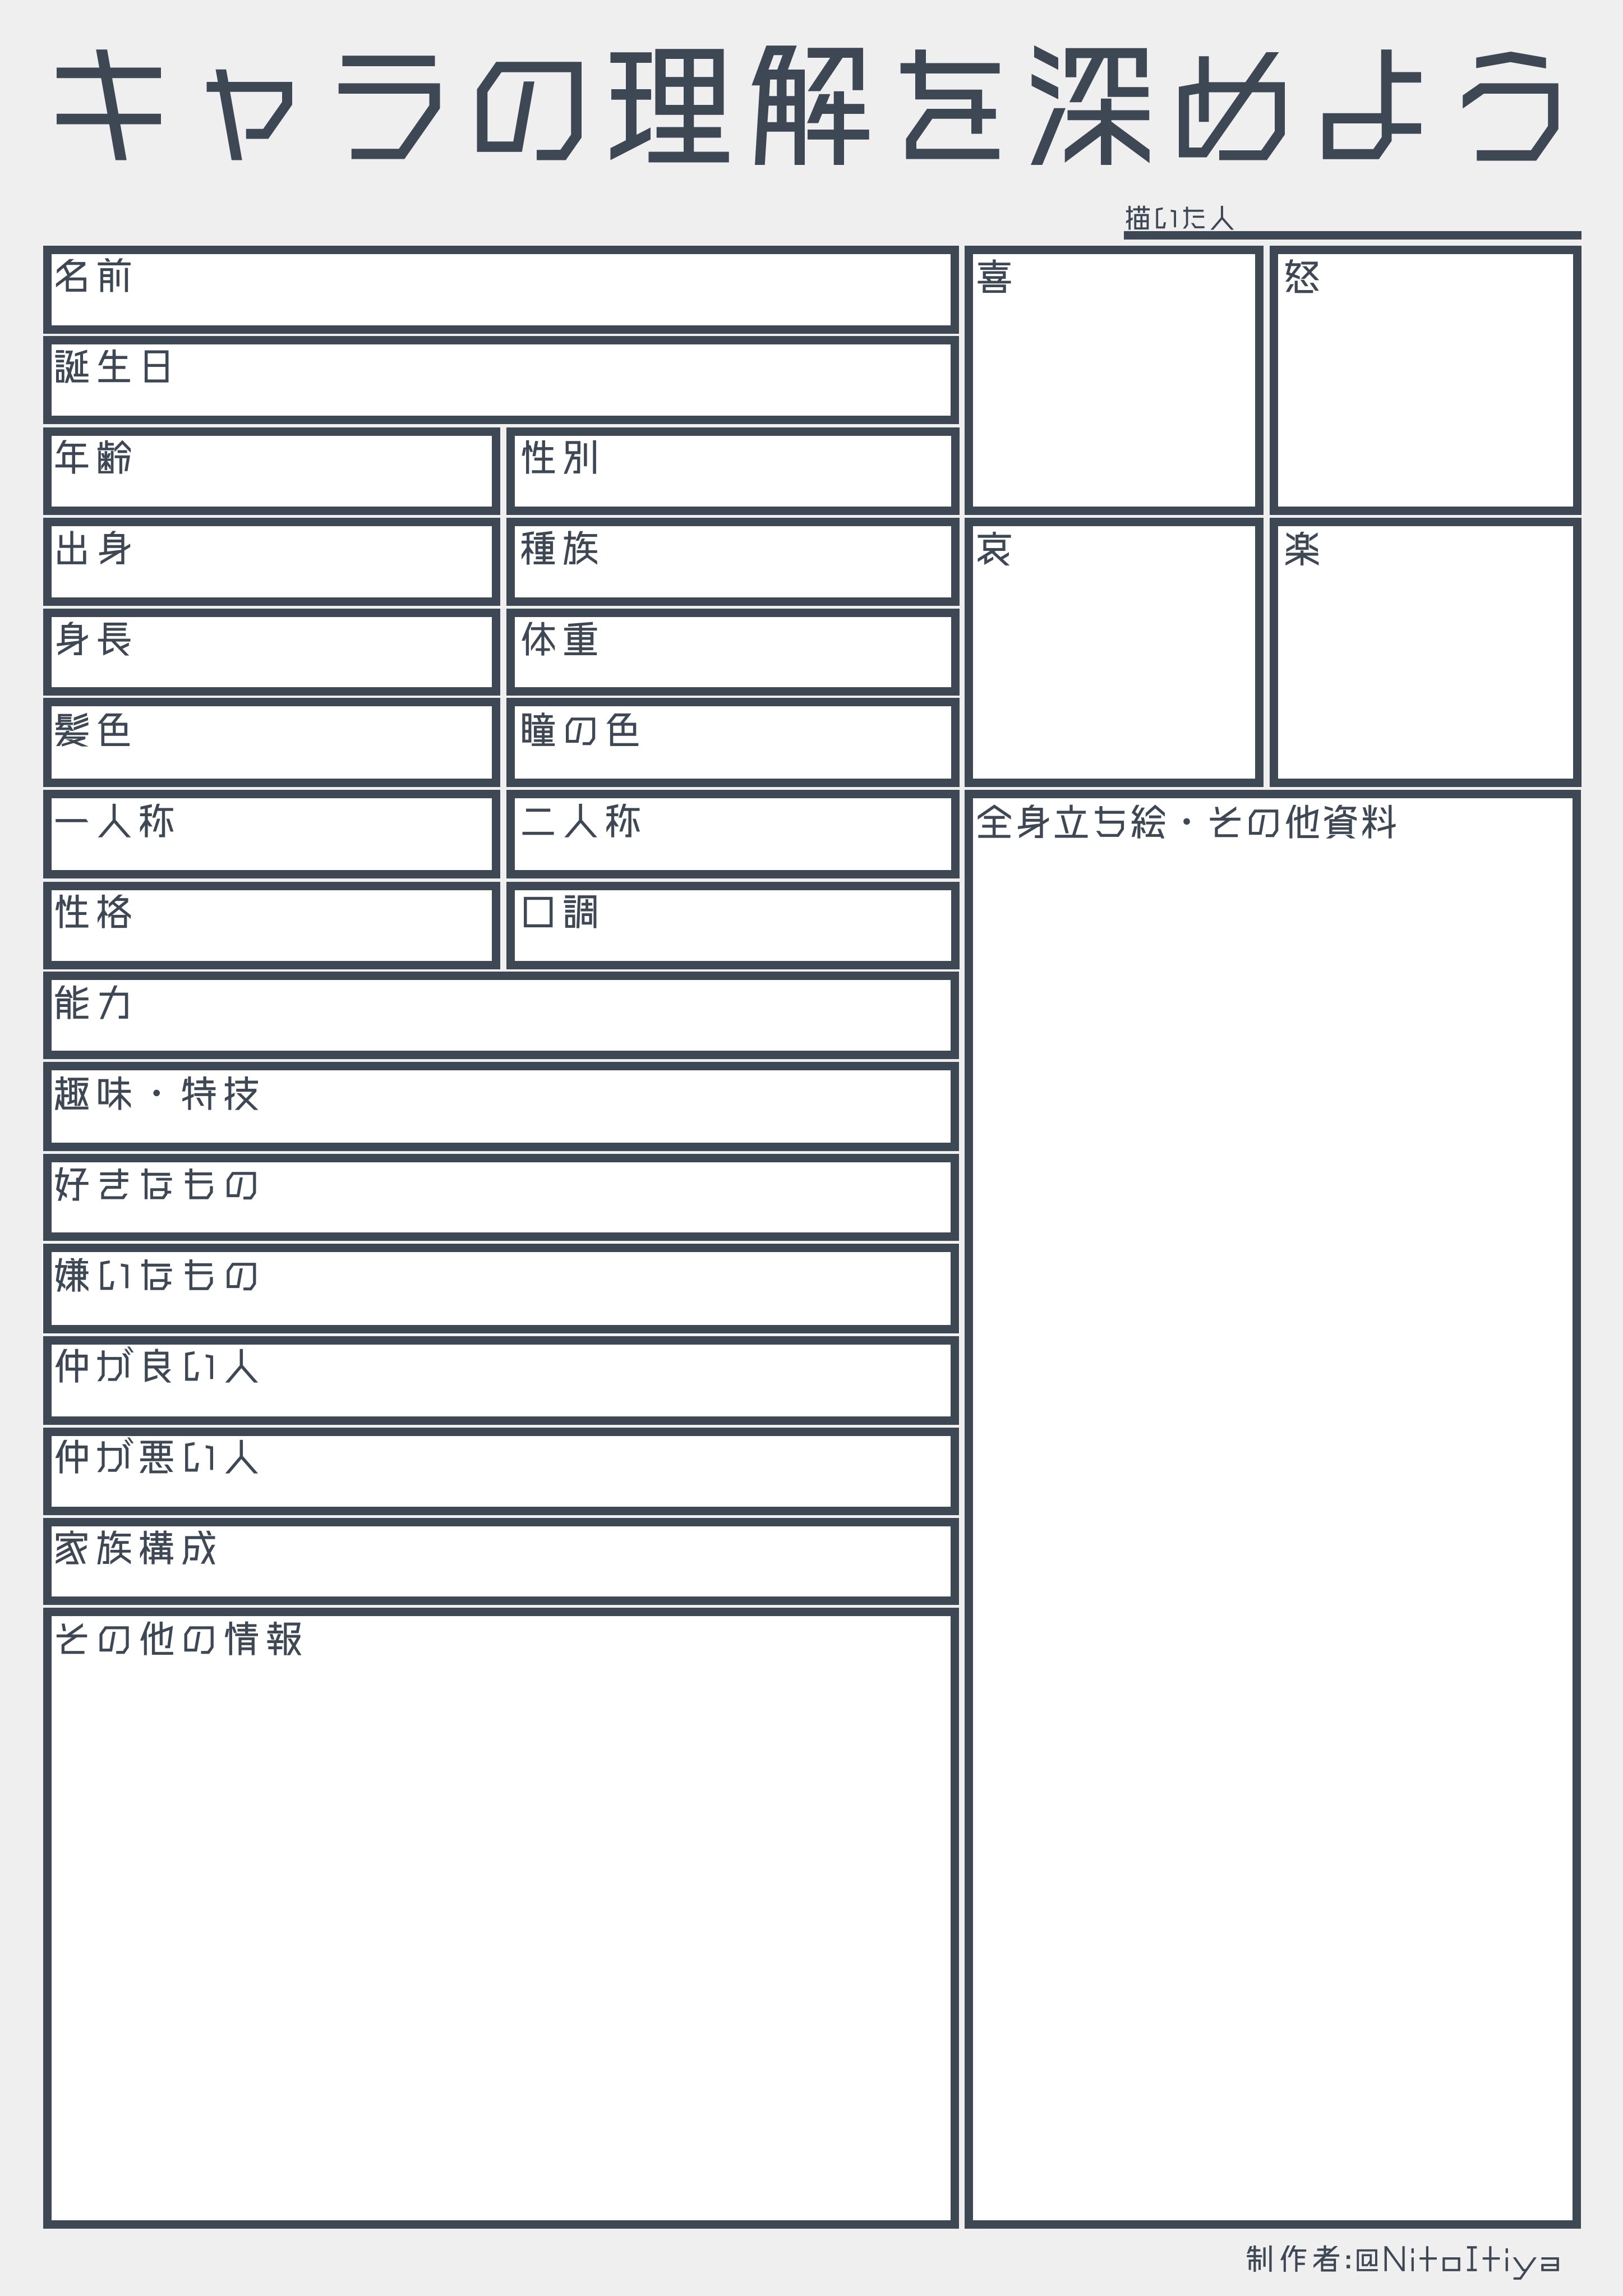 キャラの理解を深めよう
描いた人
名前
誕生日
年齢
性別
出身
種族
身長
体重
髪色
瞳の色
一人称
二人称
性格
口調
能力
趣味・特技
好きなもの
嫌いなもの
仲が良い人
仲が悪い人
家族構成
その他の情報
喜
怒
哀
楽
全身立ち絵・その他資料
制作者:@NitoItiya